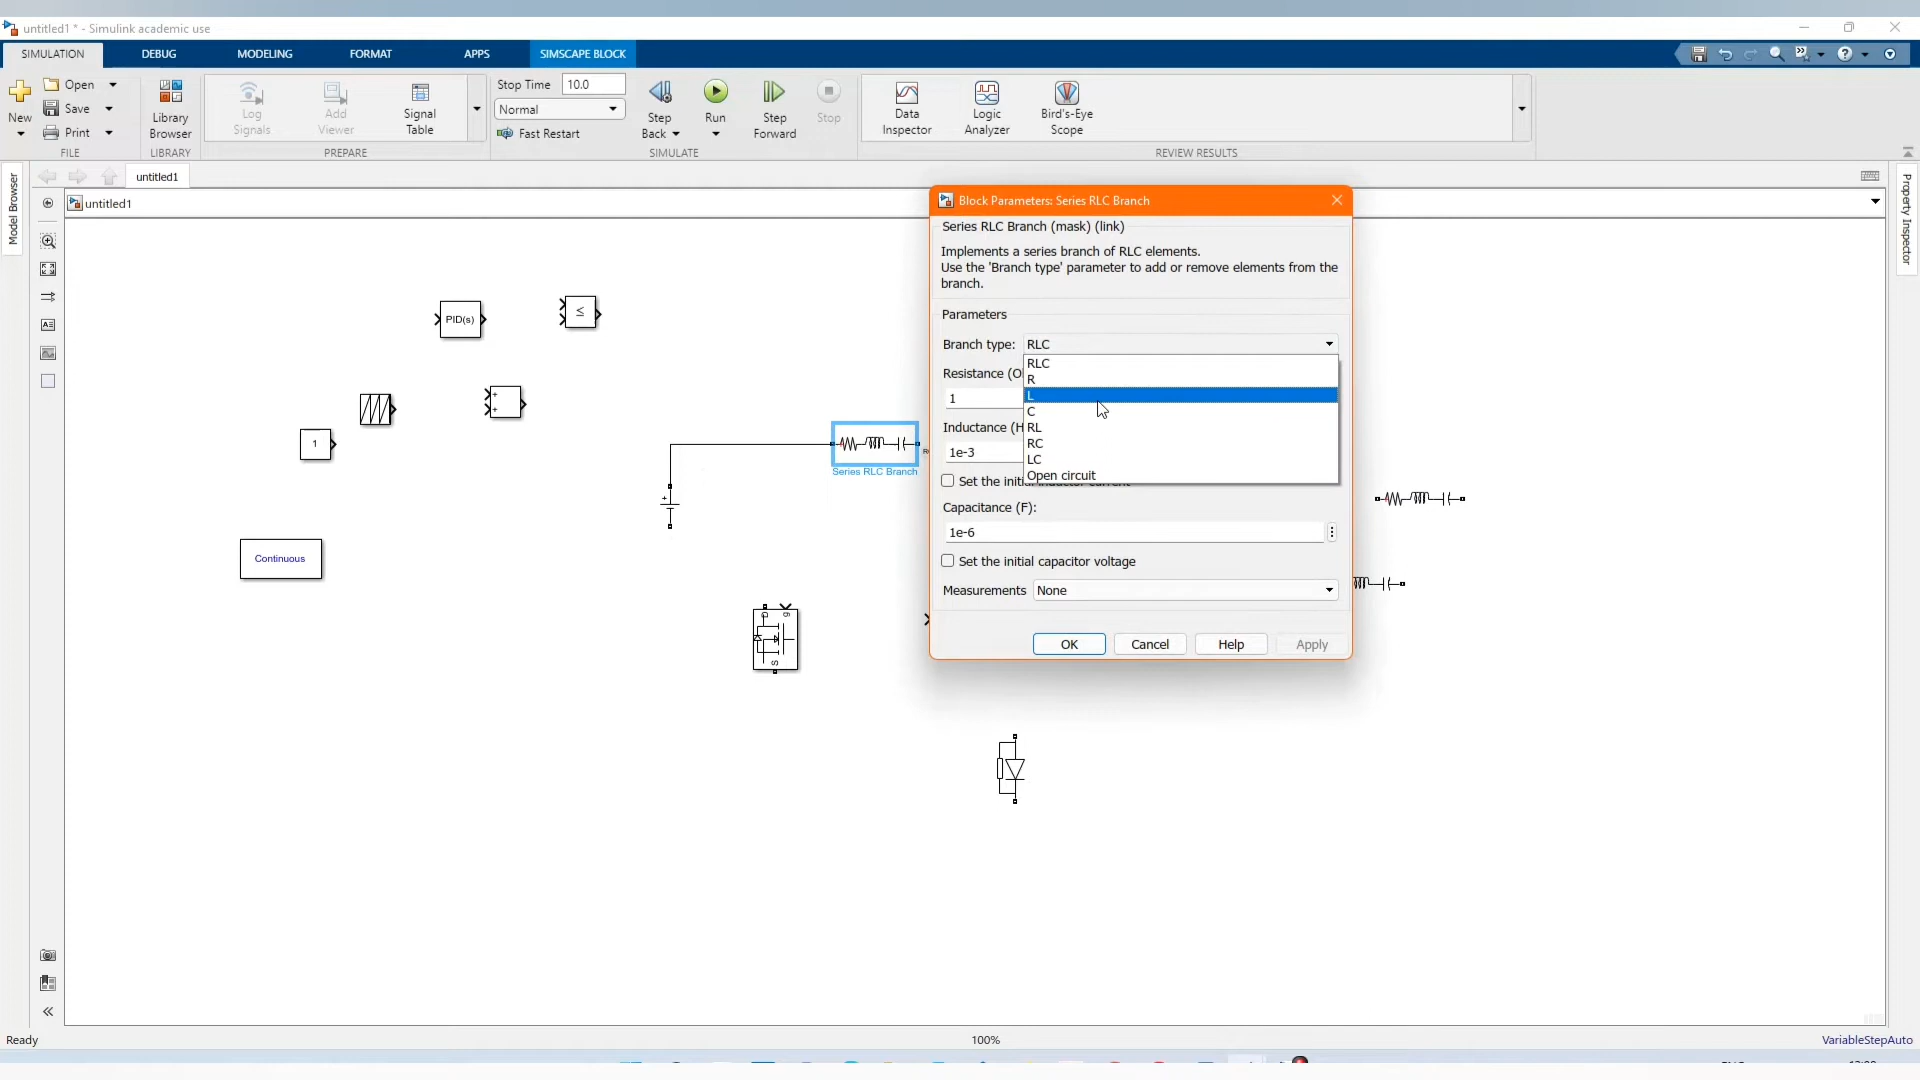 untitled1 * - Simulink academic use
SIMULATION DEBUG MODELING FORMAT APPS SIMSCAPE BLOCK
New
Open
Save
Print
FILE
Library
Browser
LIBRARY
Log
Signals
Add
Viewer
Signal
Table
PREPARE
Stop Time 10.0
Normal
Fast Restart
Step
Back
Run
Step
Forward
Stop
SIMULATE
Data
Inspector
Logic
Analyzer
Bird's-Eye
Scope
REVIEW RESULTS
Model Browser
untitled1
untitled1
Property Inspector
PID(s)
≤
+
+
1
Continuous
+
Series RLC Branch
g
D
S
Block Parameters: Series RLC Branch
Series RLC Branch (mask) (link)
Implements a series branch of RLC elements.
Use the 'Branch type' parameter to add or remove elements from the
branch.
Parameters
Branch type: RLC
RLC
R
L
C
RL
RC
LC
Open circuit
Resistance (O
1
Inductance (H
1e-3
Set the initial inductor current
Capacitance (F):
1e-6
Set the initial capacitor voltage
Measurements None
OK Cancel Help Apply
Ready 100% VariableStepAuto